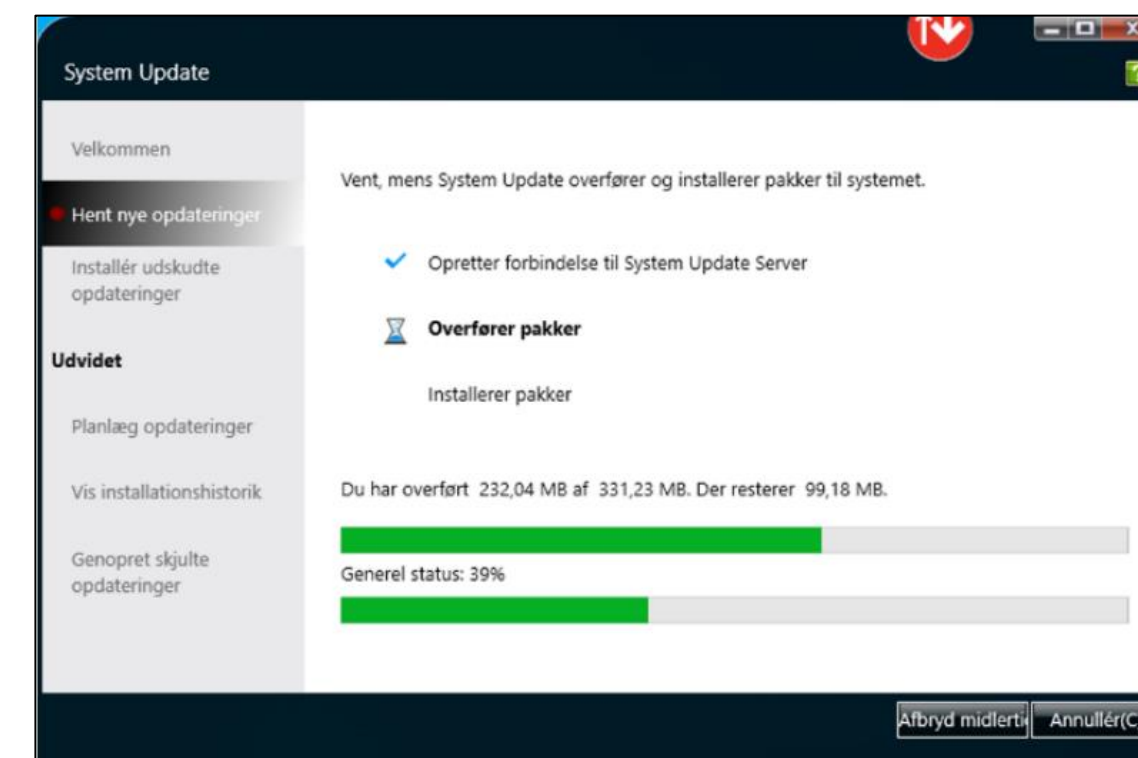 System Update
Velkommen
Hent nye opdateringer
Installér udskudte
opdateringer
Udvidet
Planlæg opdateringer
Vis installationshistorik
Genopret skjulte
opdateringer
Vent, mens System Update overfører og installerer pakker til systemet.
Opretter forbindelse til System Update Server
Overfører pakker
Installerer pakker
Du har overført 232,04 MB af 331,23 MB. Der resterer 99,18 MB.
Generel status: 39%
Afbryd
Annullér(C